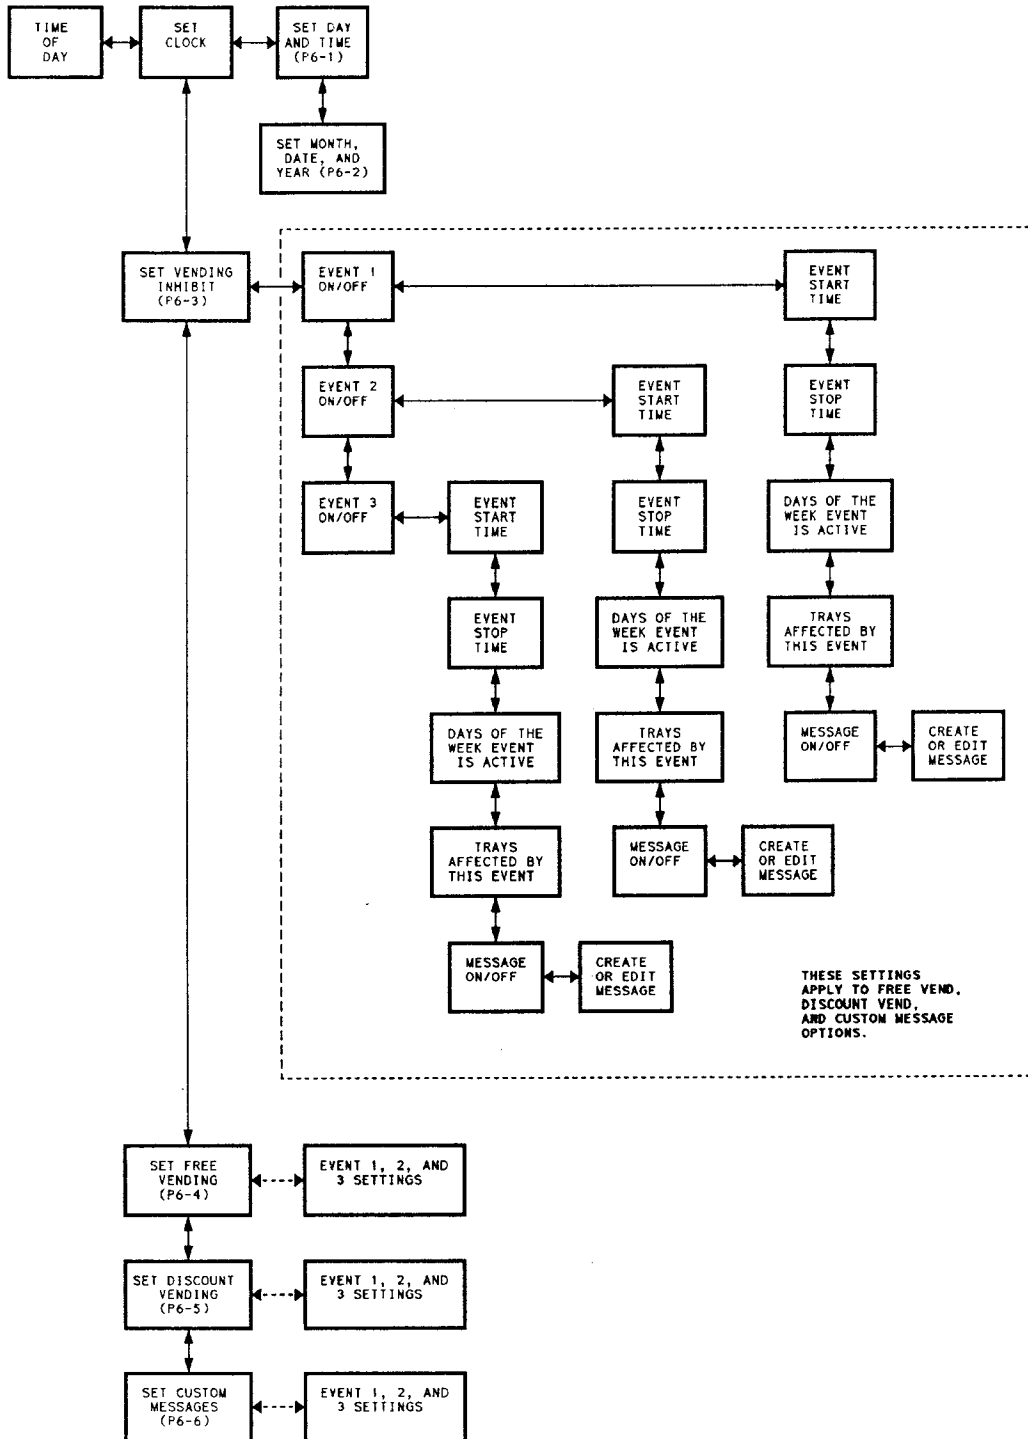 TIME
OF
DAY
SET
CLOCK
SET DAY
AND TIME
(P6-1)
SET MONTH,
DATE, AND
YEAR (P6-2)
SET VENDING
INHIBIT
(P6-3)
EVENT 1
ON/OFF
EVENT
START
TIME
EVENT 2
ON/OFF
EVENT
START
TIME
EVENT
STOP
TIME
EVENT 3
ON/OFF
EVENT
START
TIME
EVENT
STOP
TIME
DAYS OF THE
WEEK EVENT
IS ACTIVE
EVENT
STOP
TIME
DAYS OF THE
WEEK EVENT
IS ACTIVE
TRAYS
AFFECTED BY
THIS EVENT
DAYS OF THE
WEEK EVENT
IS ACTIVE
TRAYS
AFFECTED BY
THIS EVENT
MESSAGE
ON/OFF
CREATE
OR EDIT
MESSAGE
TRAYS
AFFECTED BY
THIS EVENT
MESSAGE
ON/OFF
CREATE
OR EDIT
MESSAGE
MESSAGE
ON/OFF
CREATE
OR EDIT
MESSAGE
THESE SETTINGS
APPLY TO FREE VEND,
DISCOUNT VEND,
AND CUSTOM MESSAGE
OPTIONS.
SET FREE
VENDING
(P6-4)
EVENT 1, 2, AND
3 SETTINGS
SET DISCOUNT
VENDING
(P6-5)
EVENT 1, 2, AND
3 SETTINGS
SET CUSTOM
MESSAGES
(P6-6)
EVENT 1, 2, AND
3 SETTINGS